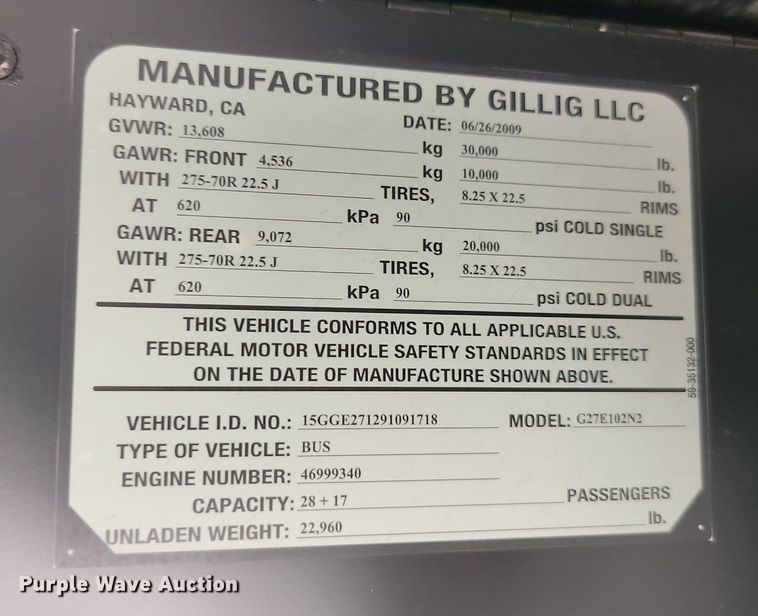 MANUFACTURED BY GILLIG LLC
HAYWARD, CA DATE: 06/26/2009
GVWR: 13,608 kg 30,000 lb.
GAWR: FRONT 4,536 kg 10,000 lb.
WITH 275-70R 22.5 J TIRES, 8.25 X 22.5 RIMS
AT 620 kPa 90 psi COLD SINGLE
GAWR: REAR 9,072 kg 20,000 lb.
WITH 275-70R 22.5 J TIRES, 8.25 X 22.5 RIMS
AT 620 kPa 90 psi COLD DUAL
THIS VEHICLE CONFORMS TO ALL APPLICABLE U.S.
FEDERAL MOTOR VEHICLE SAFETY STANDARDS IN EFFECT
ON THE DATE OF MANUFACTURE SHOWN ABOVE.
59-35132-000
VEHICLE I.D. NO.: 15GGE271291091718 MODEL: G27E102N2
TYPE OF VEHICLE: BUS
ENGINE NUMBER: 46999340
CAPACITY: 28 + 17 PASSENGERS
UNLADEN WEIGHT: 22,960 lb.
Purple Wave Auction